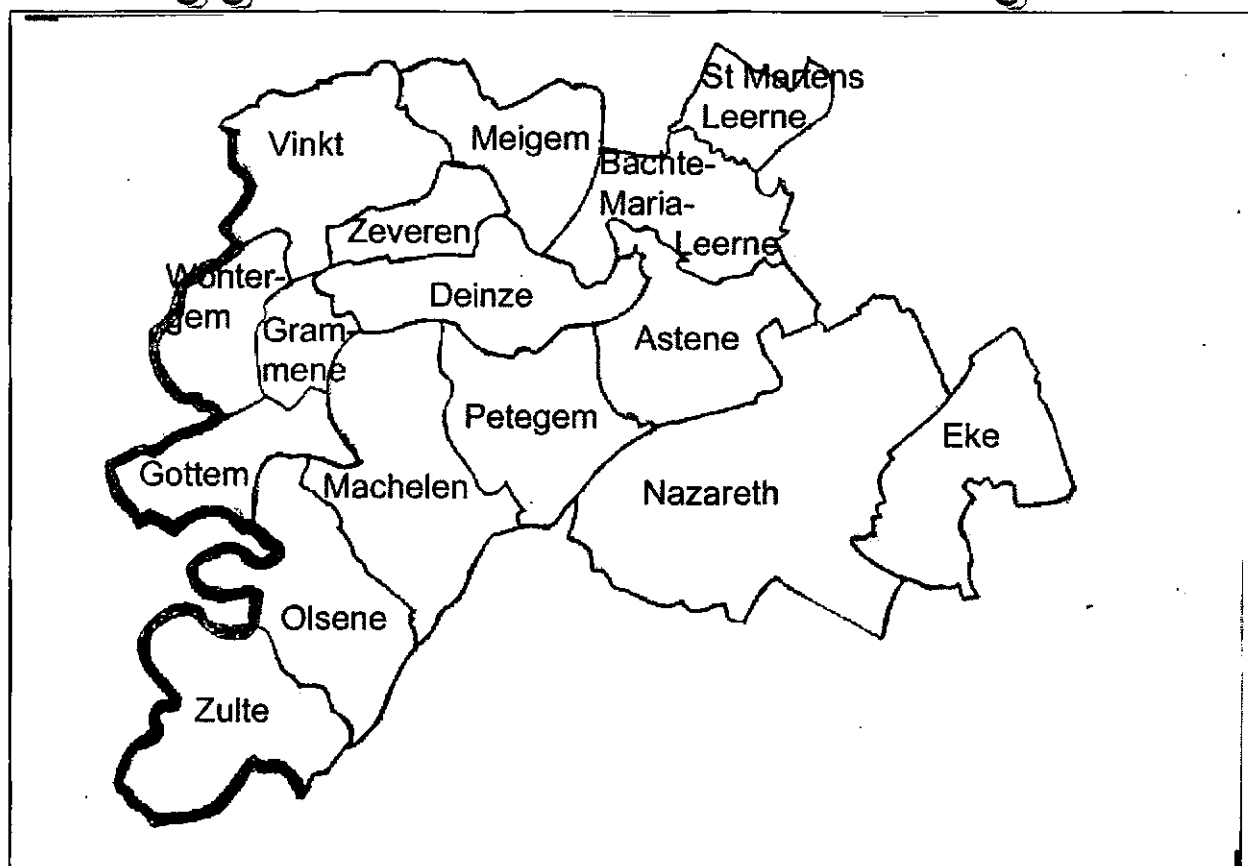 St Martens
Leerne
Vinkt
Meigem
Bachte-
Maria-
Leerne
Zeveren
Wonter-
gem
Deinze
Gram-
mene
Astene
Petegem
Eke
Gottem
Machelen
Nazareth
Olsene
Zulte